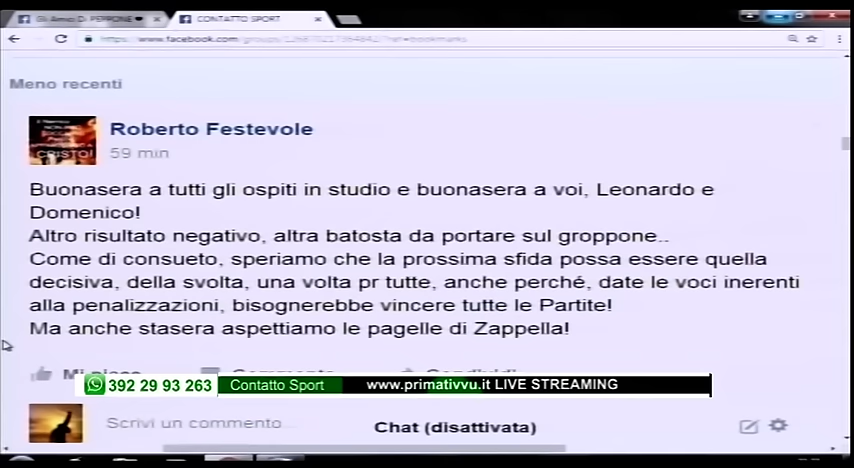 Gli Amici Di PEPPONE
CONTATTO SPORT
Meno recenti
CRISTO!
Roberto Festevole
59 min
Buonasera a tutti gli ospiti in studio e buonasera a voi, Leonardo e
Domenico!
Altro risultato negativo, altra batosta da portare sul groppone..
Come di consueto, speriamo che la prossima sfida possa essere quella
decisiva, della svolta, una volta pr tutte, anche perché, date le voci inerenti
alla penalizzazioni, bisognerebbe vincere tutte le Partite!
Ma anche stasera aspettiamo le pagelle di Zappella!
Mi piace Commenta Condividi
392 29 93 263 Contatto Sport www.primativvu.it LIVE STREAMING
Scrivi un commento...
Chat (disattivata)